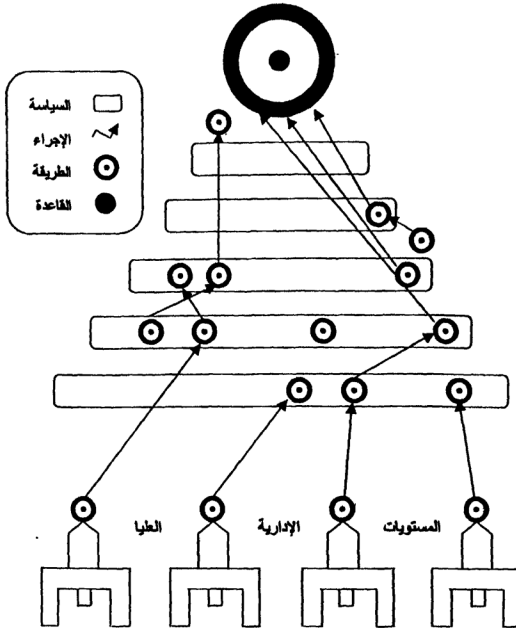 السياسة
الإجراء
الطريقة
القاعدة
المستويات الإدارية العليا